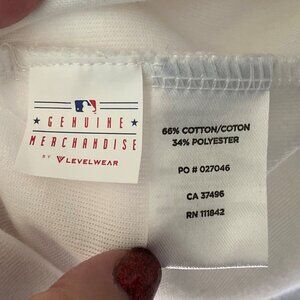 GENUINE
MERCHANDISE
BY LEVELWEAR
66% COTTON/COTON
34% POLYESTER
PO # 027046
CA 37496
RN 111842